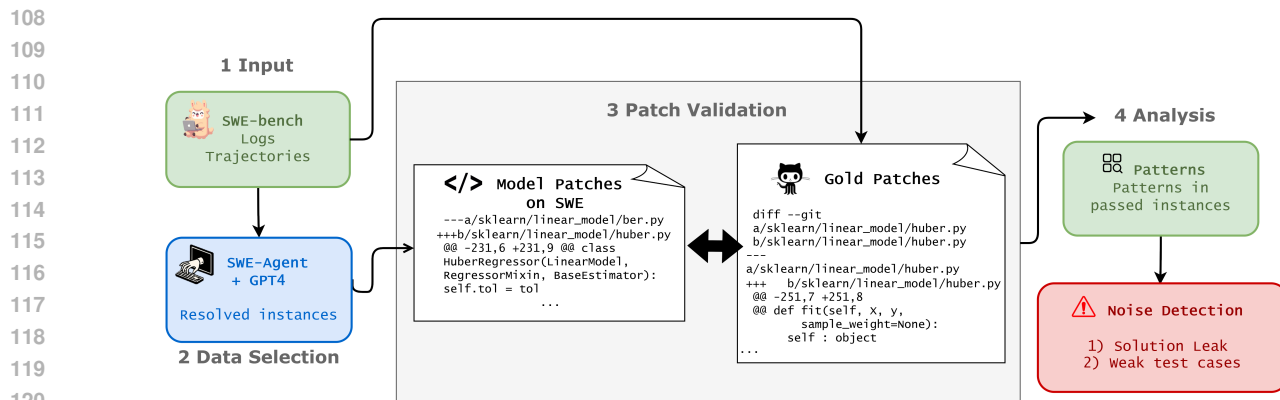 108
109
110
111
112
113
114
115
116
117
118
119
1 Input
SWE-bench
Logs
Trajectories
SWE-Agent
+ GPT4
Resolved instances
2 Data Selection
3 Patch Validation
</> Model Patches
on SWE
---a/sklearn/linear_model/ber.py
+++b/sklearn/linear_model/huber.py
@@ -231,6 +231,9 @@ class
HuberRegressor(LinearModel,
RegressorMixin, BaseEstimator):
self.tol = tol
...
Gold Patches
diff --git
a/sklearn/linear_model/huber.py
b/sklearn/linear_model/huber.py
---
a/sklearn/linear_model/huber.py
+++ b/sklearn/linear_model/huber.py
@@ -251,7 +251,8
@@ def fit(self, X, y,
sample_weight=None):
self : object
...
4 Analysis
Patterns
Patterns in
passed instances
Noise Detection
1) Solution Leak
2) Weak test cases